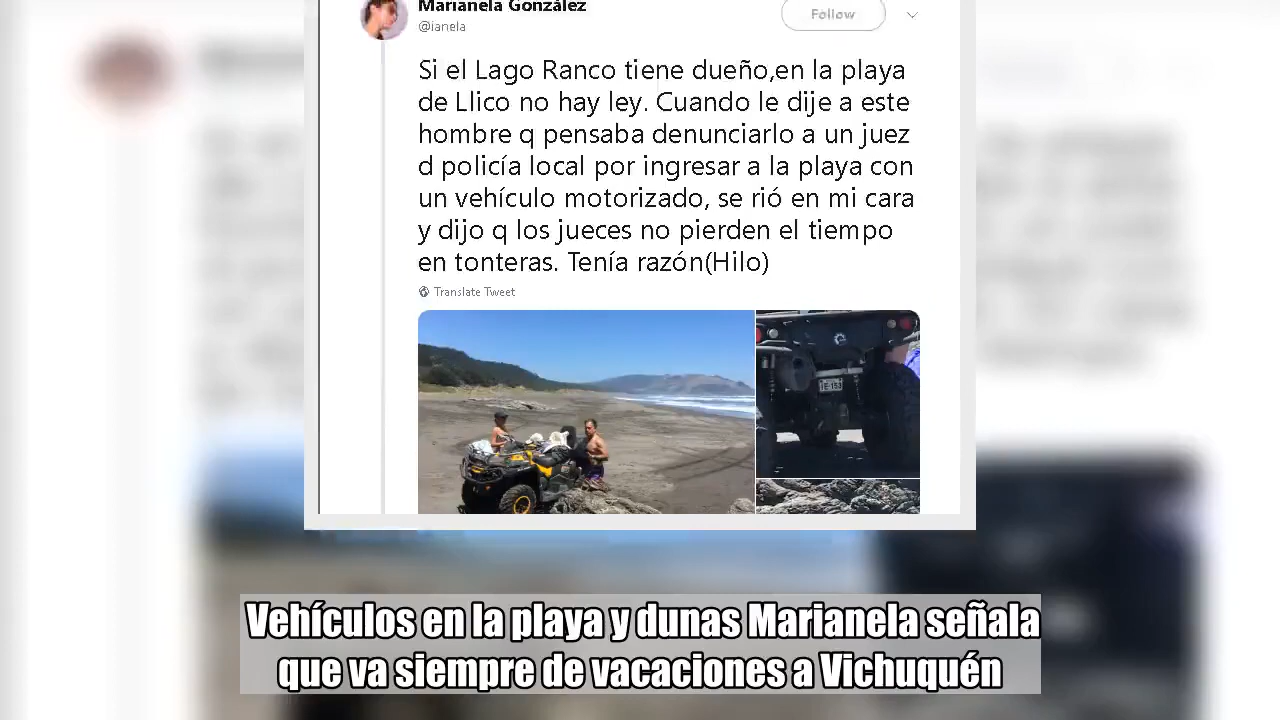 Marianela González
Follow
@ianela
Si el Lago Ranco tiene dueño,en la playa
de Llico no hay ley. Cuando le dije a este
hombre q pensaba denunciarlo a un juez
d policía local por ingresar a la playa con
un vehículo motorizado, se rió en mi cara
y dijo q los jueces no pierden el tiempo
en tonteras. Tenía razón(Hilo)
Translate Tweet
Vehículos en la playa y dunas Marianela señala
que va siempre de vacaciones a Vichuquén